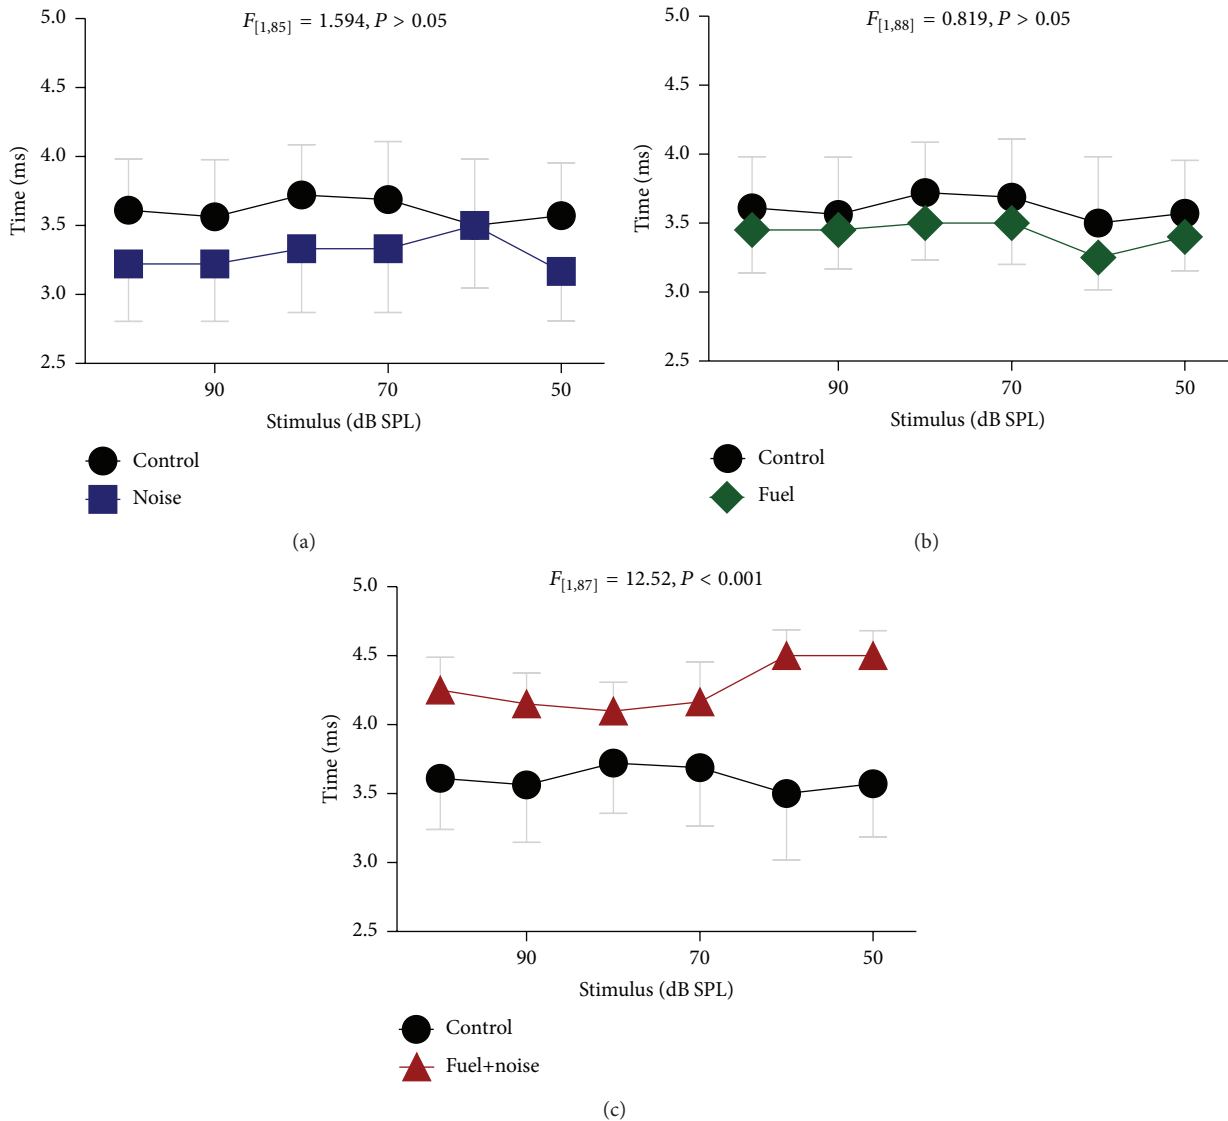 F[1,85] = 1.594, P > 0.05
5.0
4.5
4.0
3.5
3.0
2.5
Time (ms)
90 70 50
Stimulus (dB SPL)
Control
Noise
(a)
F[1,88] = 0.819, P > 0.05
5.0
4.5
4.0
3.5
3.0
2.5
Time (ms)
90 70 50
Stimulus (dB SPL)
Control
Fuel
(b)
F[1,87] = 12.52, P < 0.001
5.0
4.5
4.0
3.5
3.0
2.5
Time (ms)
90 70 50
Stimulus (dB SPL)
Control
Fuel+noise
(c)